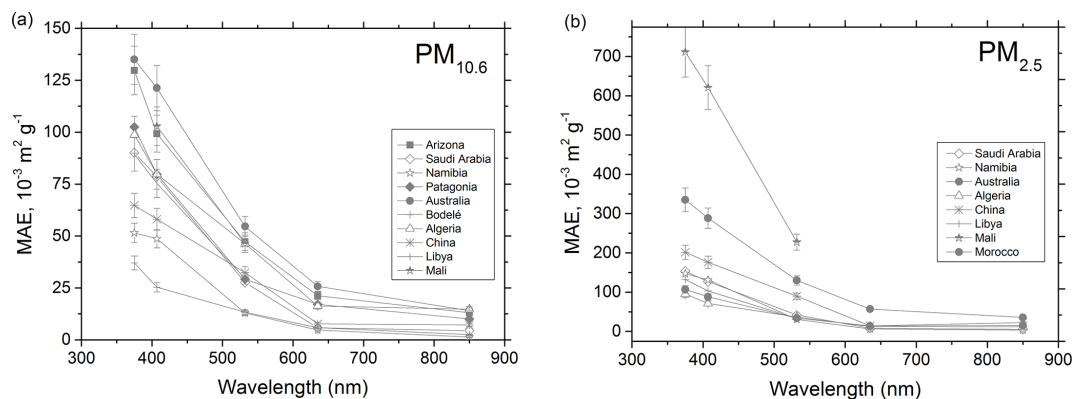 (a)
PM10.6
MAE, 10-3 m2 g-1
150
125
100
75
50
25
0
300 400 500 600 700 800 900
Wavelength (nm)
Arizona
Saudi Arabia
Namibia
Patagonia
Australia
Bodelé
Algeria
China
Libya
Mali
(b)
PM2.5
MAE, 10-3 m2 g-1
700
600
500
400
300
200
100
0
300 400 500 600 700 800 900
Wavelength (nm)
Saudi Arabia
Namibia
Australia
Algeria
China
Libya
Mali
Morocco